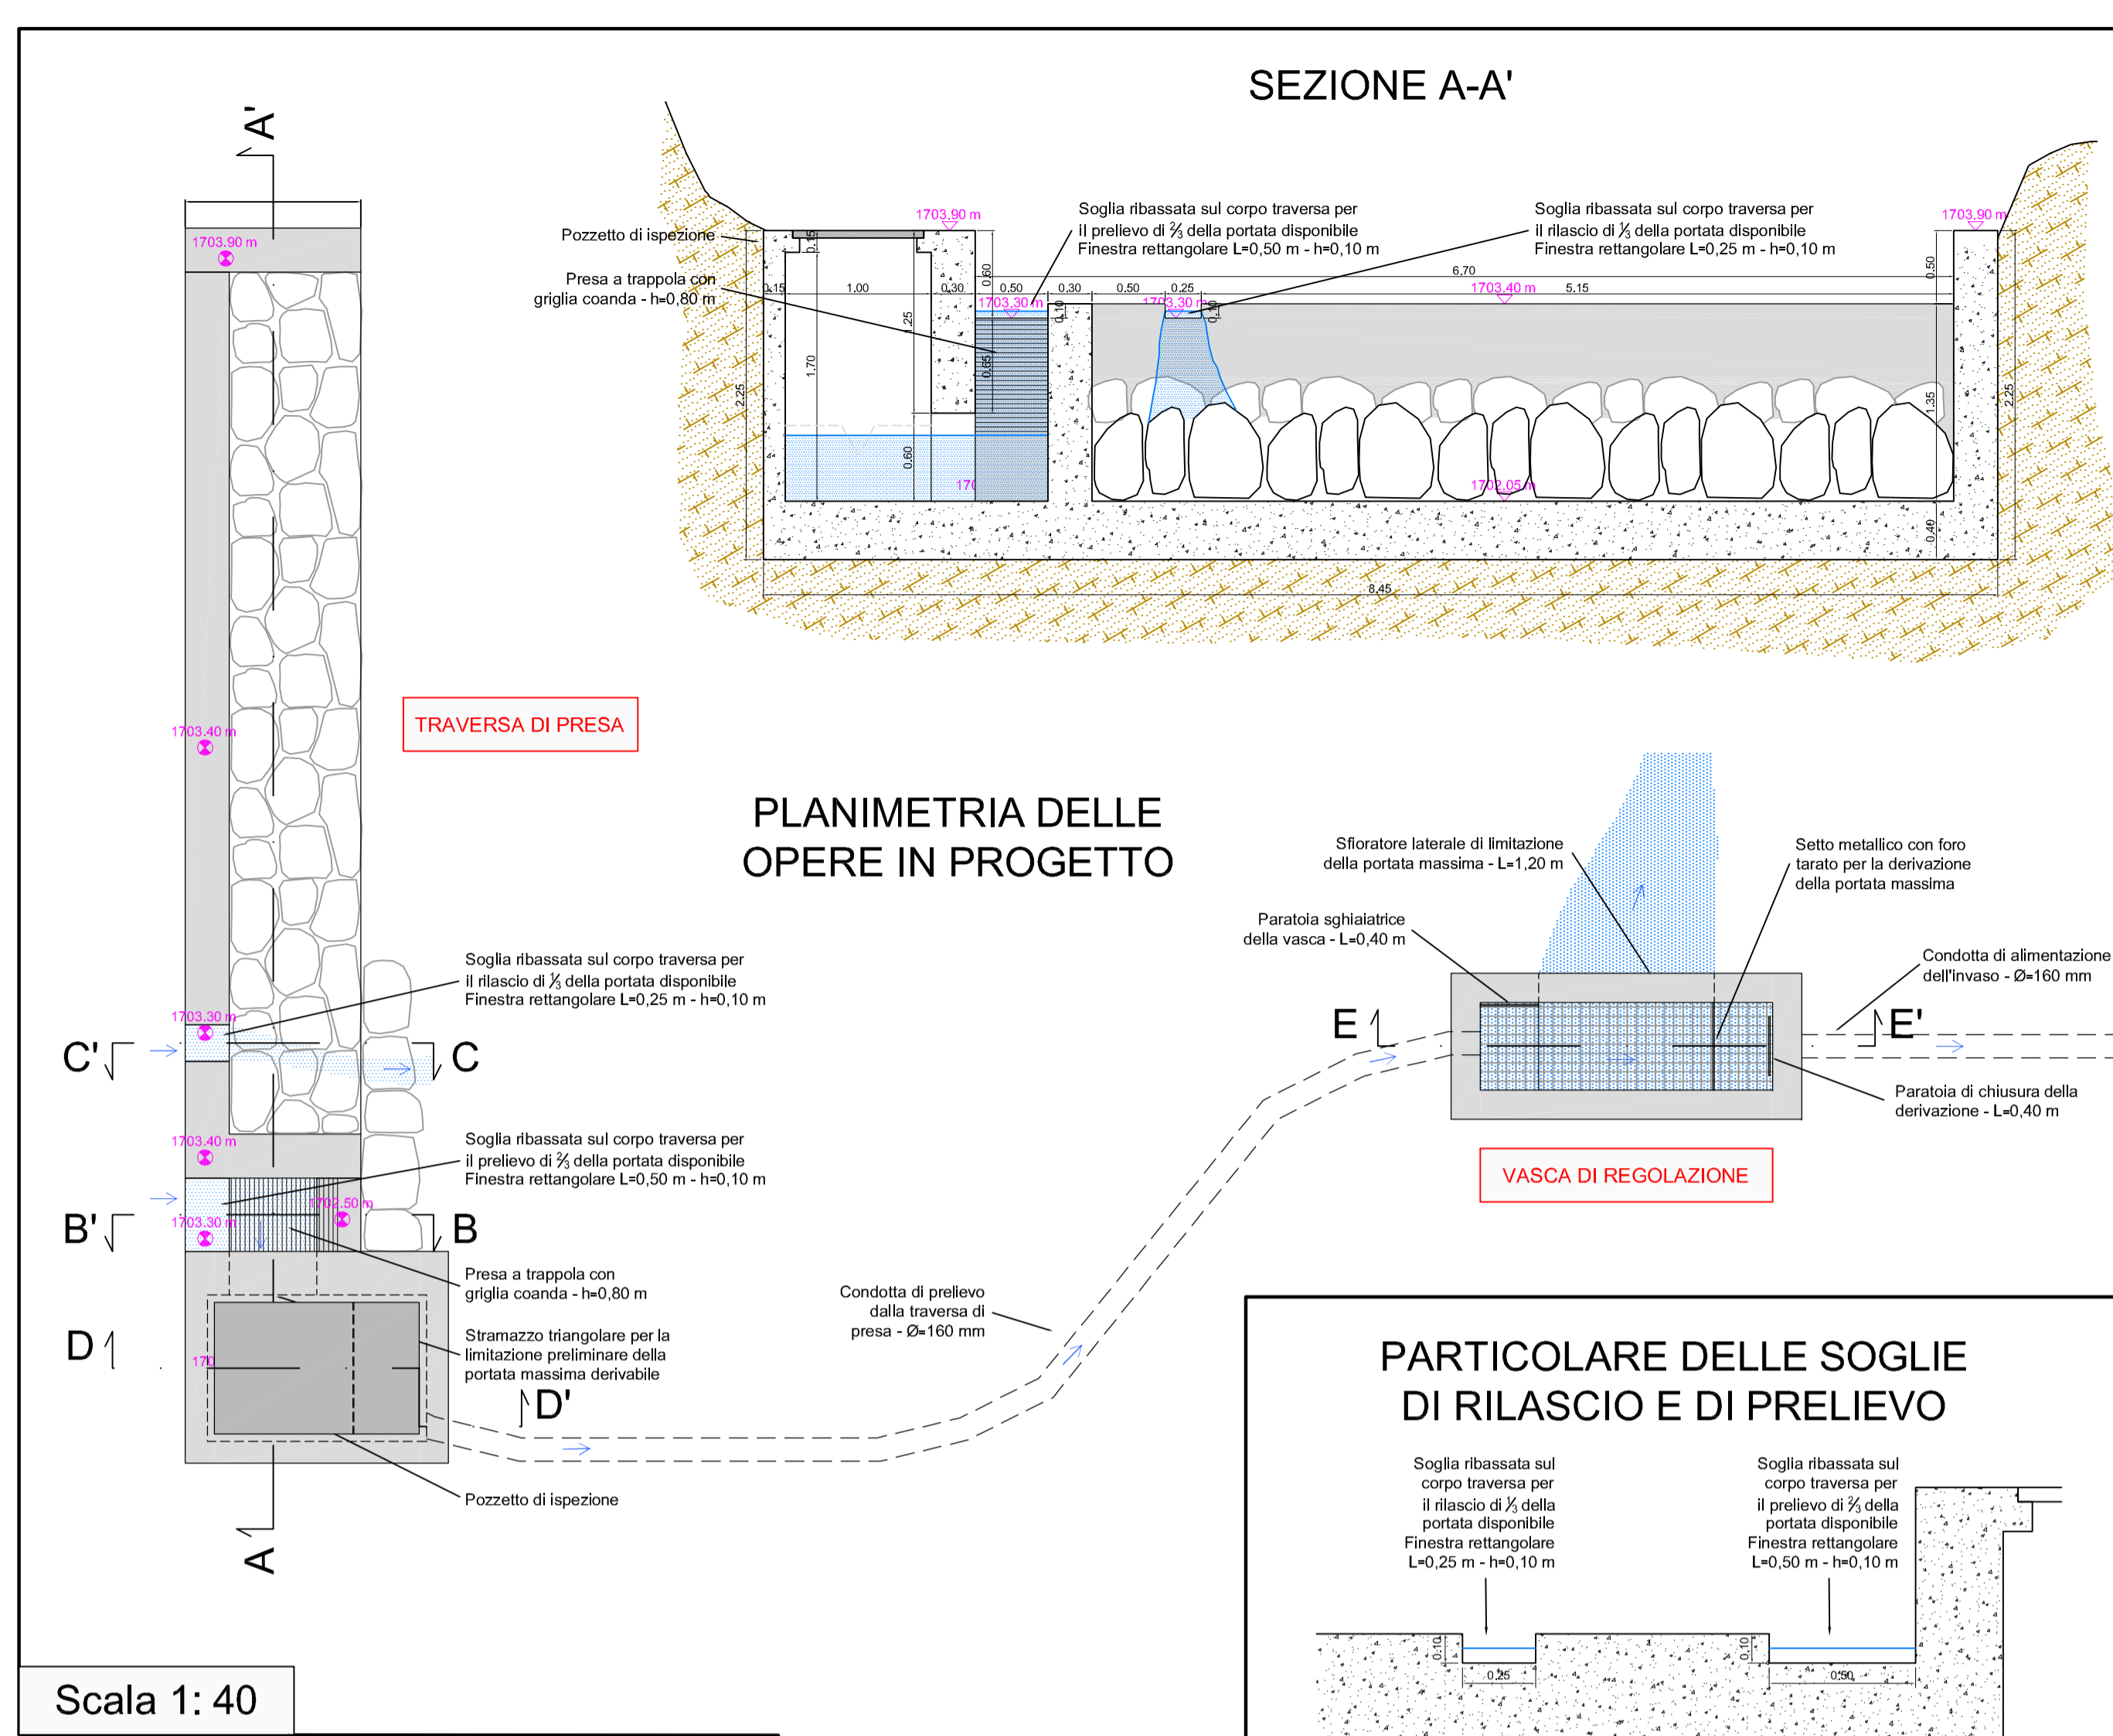 SEZIONE A-A'
A'
1703.90 m
1703.40 m
1703.30 m
1703.40 m
1703.30 m
1702.50 m
C'
C
B'
B
D
D'
A
TRAVERSA DI PRESA
Soglia ribassata sul corpo traversa per
il rilascio di ⅓ della portata disponibile
Finestra rettangolare L=0,25 m - h=0,10 m
Soglia ribassata sul corpo traversa per
il prelievo di ⅔ della portata disponibile
Finestra rettangolare L=0,50 m - h=0,10 m
Presa a trappola con
griglia coanda - h=0,80 m
Stramazzo triangolare per la
limitazione preliminare della
portata massima derivabile
Pozzetto di ispezione
Pozzetto di ispezione
Presa a trappola con
griglia coanda - h=0,80 m
1703.90 m
Soglia ribassata sul corpo traversa per
il prelievo di ⅔ della portata disponibile
Finestra rettangolare L=0,50 m - h=0,10 m
Soglia ribassata sul corpo traversa per
il rilascio di ⅓ della portata disponibile
Finestra rettangolare L=0,25 m - h=0,10 m
1703.90 m
6.70
0.15
1.00
0.30
0.50
0.30
0.50
0.25
5.15
1703.30 m
1703.30 m
1703.40 m
0.15
0.60
0.50
0.10
0.10
1.25
0.65
1.70
2.25
1.35
2.25
0.60
170
1702.05 m
0.40
8.45
PLANIMETRIA DELLE
OPERE IN PROGETTO
Sfioratore laterale di limitazione
della portata massima - L=1,20 m
Setto metallico con foro
tarato per la derivazione
della portata massima
Paratoia sghiaiatrice
della vasca - L=0,40 m
Condotta di alimentazione
dell'invaso - Ø=160 mm
E
E'
Paratoia di chiusura della
derivazione - L=0,40 m
VASCA DI REGOLAZIONE
Condotta di prelievo
dalla traversa di
presa - Ø=160 mm
170
PARTICOLARE DELLE SOGLIE
DI RILASCIO E DI PRELIEVO
Soglia ribassata sul
corpo traversa per
il rilascio di ⅓ della
portata disponibile
Finestra rettangolare
L=0,25 m - h=0,10 m
Soglia ribassata sul
corpo traversa per
il prelievo di ⅔ della
portata disponibile
Finestra rettangolare
L=0,50 m - h=0,10 m
0.10
0.25
0.10
0.50
Scala 1: 40